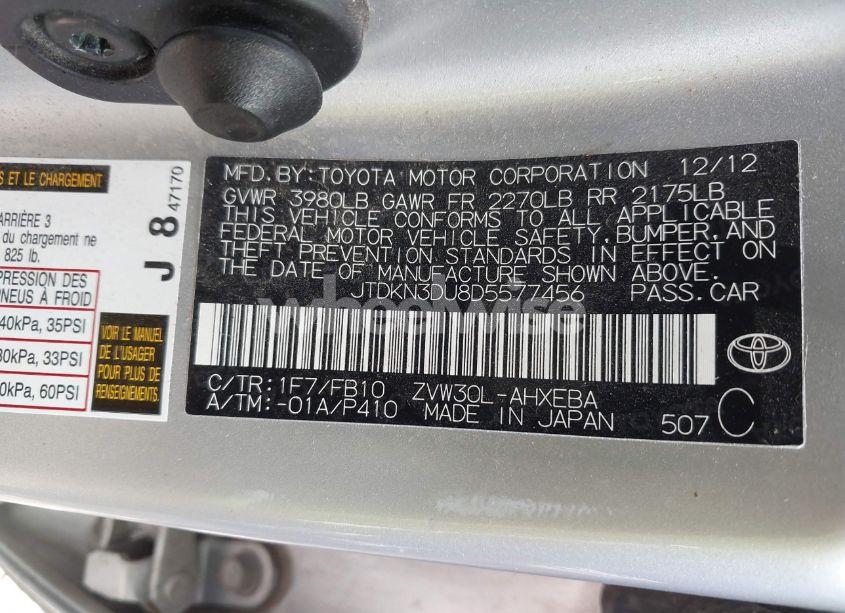 S ET LE CHARGEMENT
ARRIÈRE 3
du chargement ne
825 lb.
PRESSION DES
PNEUS À FROID
40kPa, 35PSI
30kPa, 33PSI
0kPa, 60PSI
VOIR LE MANUEL
DE L'USAGER
POUR PLUS DE
RENSEIGNEMENTS
J 8 47170
MFD. BY: TOYOTA MOTOR CORPORATION 12/12
GVWR 3980LB GAWR FR 2270LB RR 2175LB
THIS VEHICLE CONFORMS TO ALL APPLICABLE
FEDERAL MOTOR VEHICLE SAFETY, BUMPER, AND
THEFT PREVENTION STANDARDS IN EFFECT ON
THE DATE OF MANUFACTURE SHOWN ABOVE.
JTDKN3DU8D5577456 PASS. CAR
wheelwise
C/TR: 1F7/FB10 ZVW30L-AHXEBA
A/TM: -01A/P410 MADE IN JAPAN 507 C